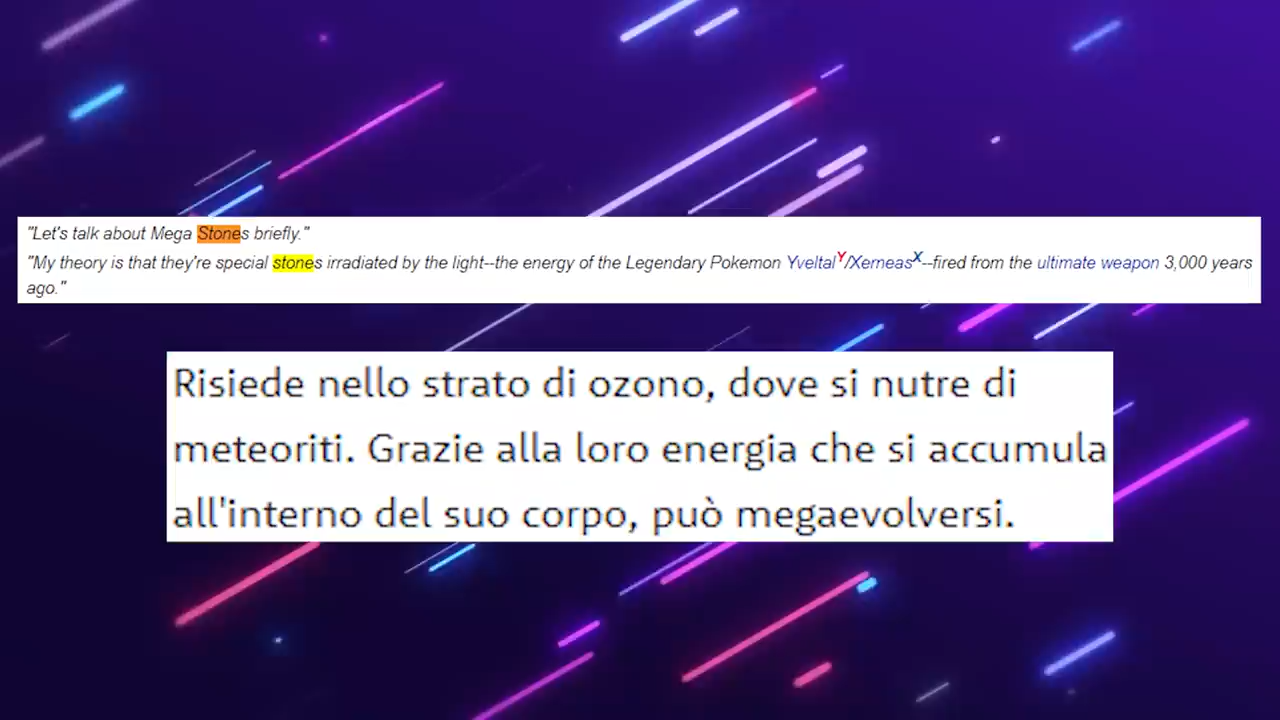 "Let's talk about Mega Stones briefly."
"My theory is that they're special stones irradiated by the light--the energy of the Legendary Pokemon YveltalY/XerneasX--fired from the ultimate weapon 3,000 years
ago."
Risiede nello strato di ozono, dove si nutre di
meteoriti. Grazie alla loro energia che si accumula
all'interno del suo corpo, può megaevolversi.